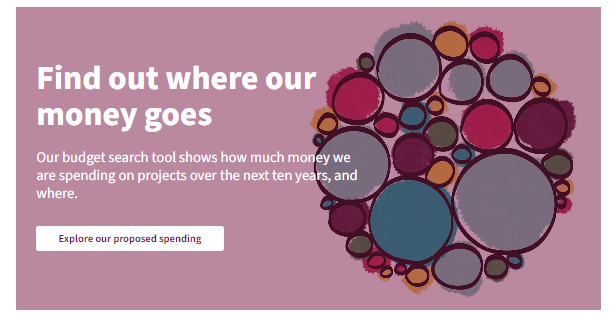 Find out where our
money goes
Our budget search tool shows how much money we
are spending on projects over the next ten years, and
where.
Explore our proposed spending